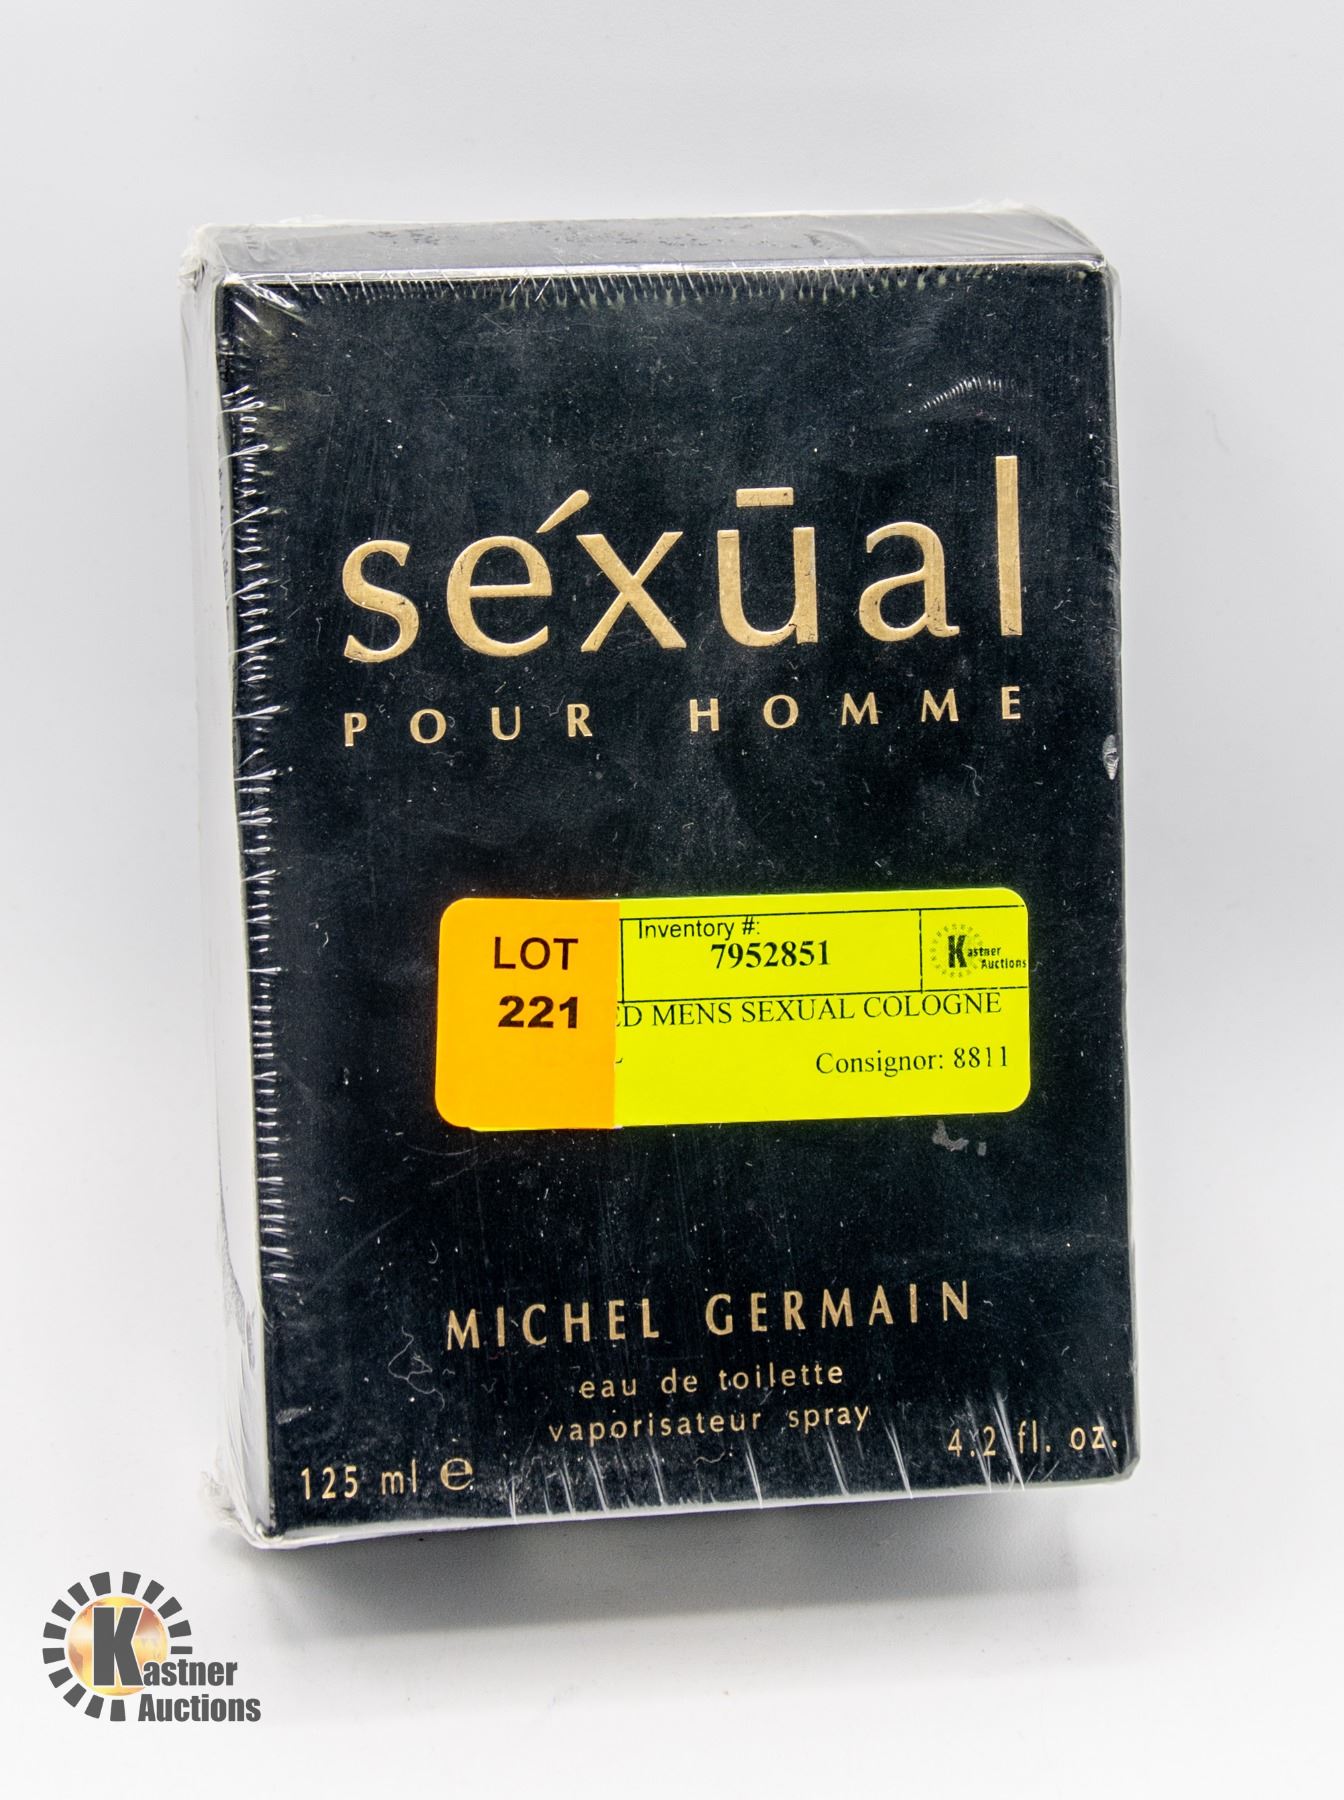 séxūal
POUR HOMME
LOT
221
Inventory #:
7952851
Kastner
Auctions
MENS SEXUAL COLOGNE
Consignor: 8811
MICHEL GERMAIN
eau de toilette
vaporisateur spray
125 ml e
4.2 fl. oz.
Kastner
Auctions